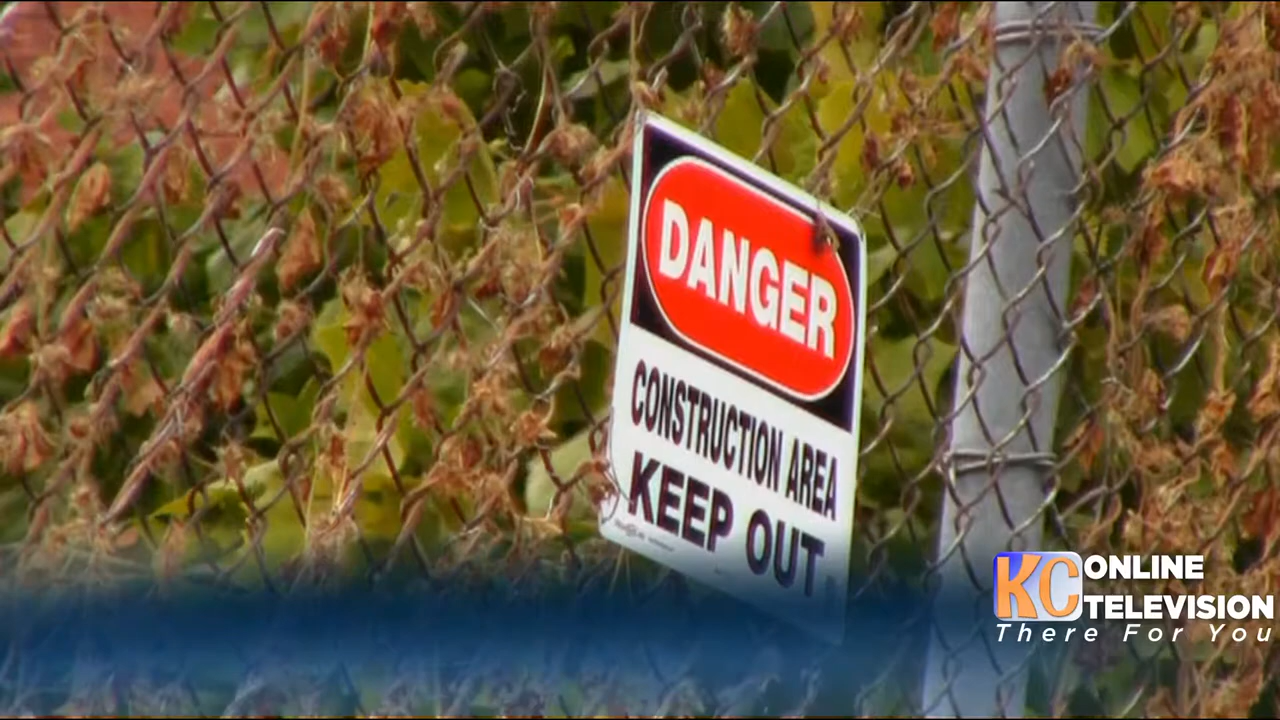 DANGER
CONSTRUCTION AREA
KEEP OUT
KC ONLINE
TELEVISION
There For You